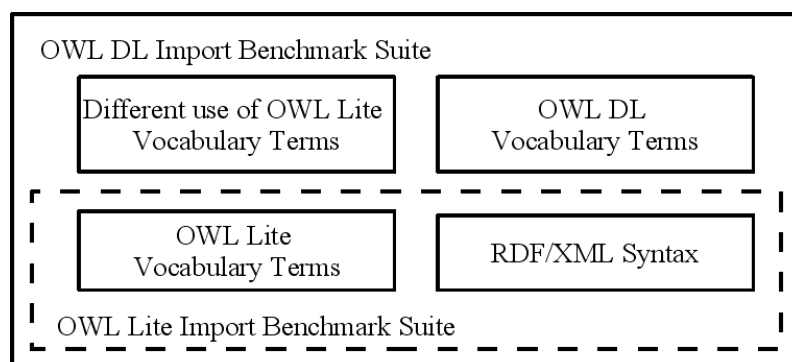 OWL DL Import Benchmark Suite
Different use of OWL Lite
Vocabulary Terms
OWL DL
Vocabulary Terms
OWL Lite
Vocabulary Terms
RDF/XML Syntax
OWL Lite Import Benchmark Suite